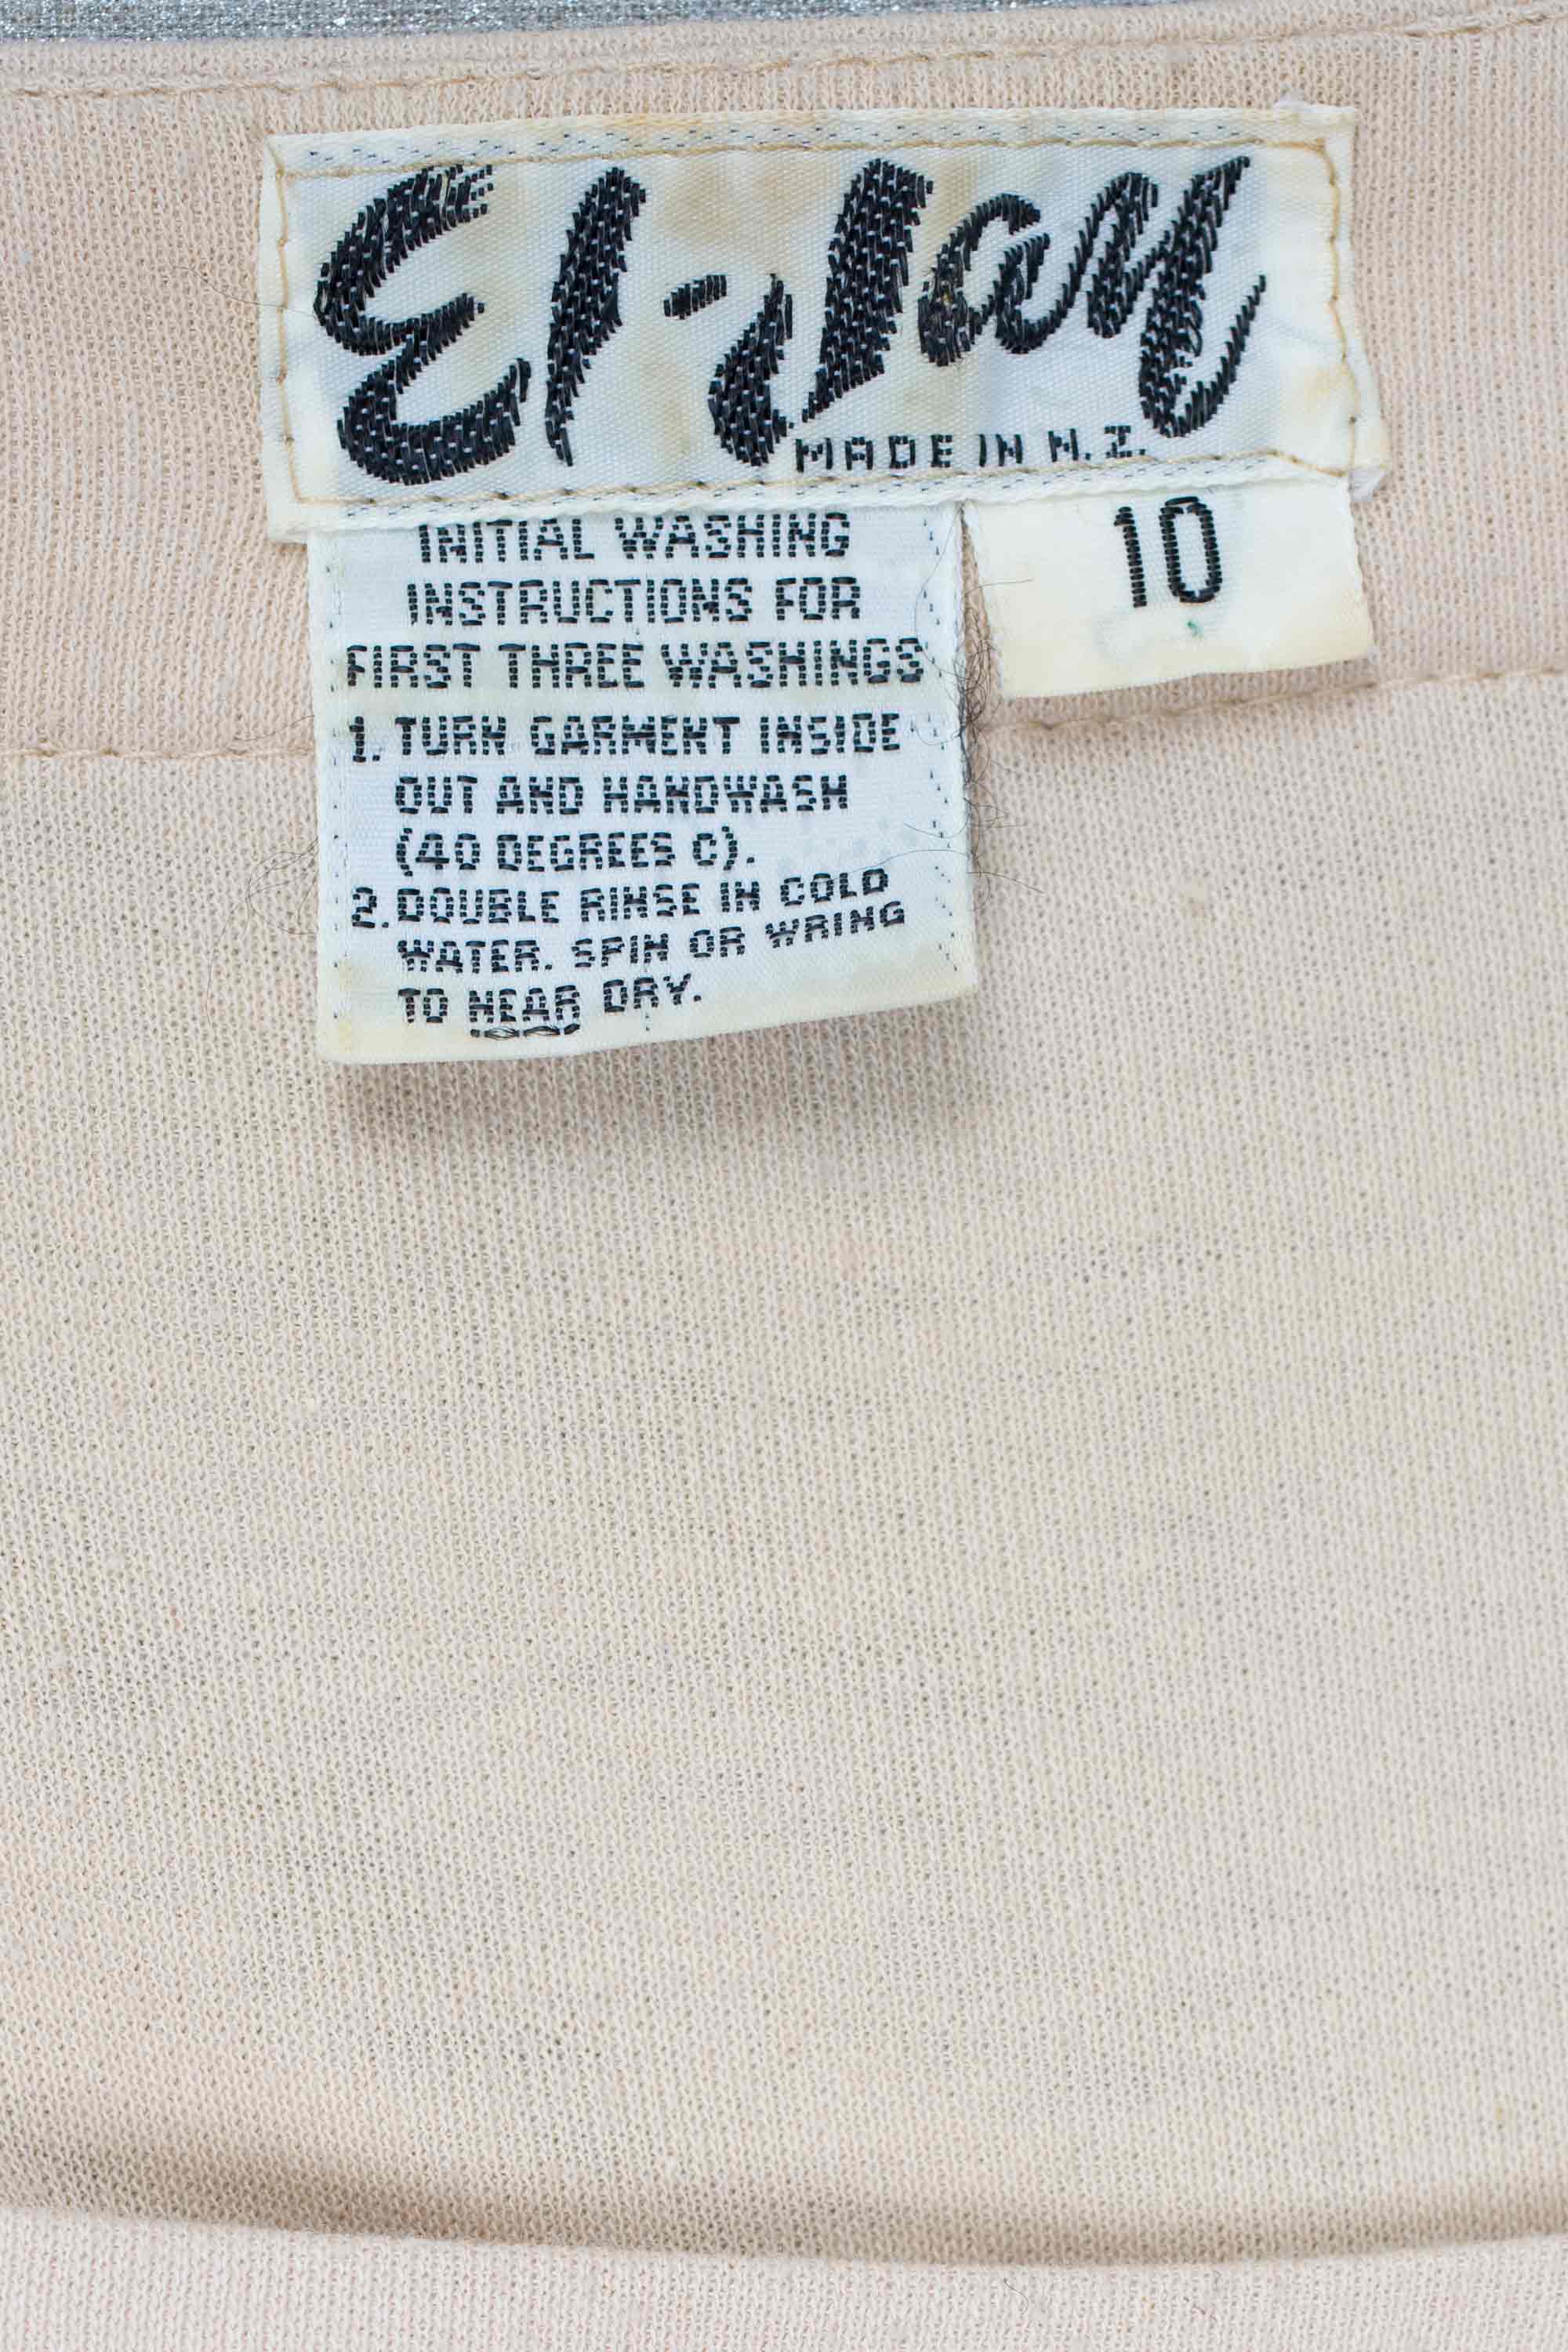 El-Jay
MADE IN N.Z.
10
INITIAL WASHING
INSTRUCTIONS FOR
FIRST THREE WASHINGS
1. TURN GARMENT INSIDE
OUT AND HANDWASH
(40 DEGREES C).
2. DOUBLE RINSE IN COLD
WATER. SPIN OR WRING
TO NEAR DRY.